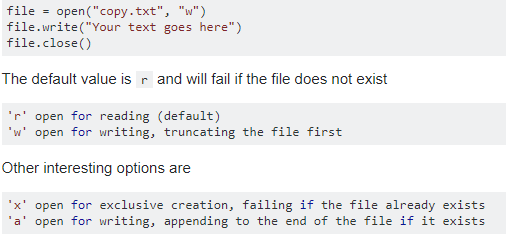 file = open("copy.txt", "w")
file.write("Your text goes here")
file.close()
The default value is r and will fail if the file does not exist
'r' open for reading (default)
'w' open for writing, truncating the file first
Other interesting options are
'x' open for exclusive creation, failing if the file already exists
'a' open for writing, appending to the end of the file if it exists